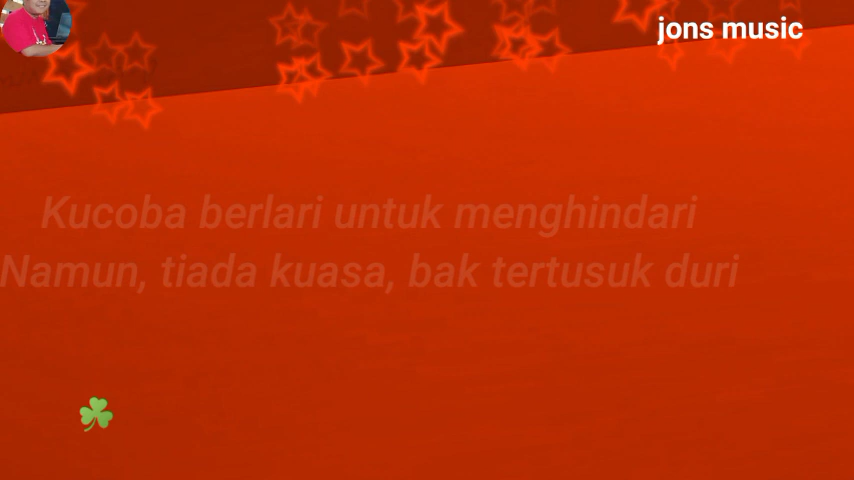 jons music
Kucoba berlari untuk menghindari
Namun, tiada kuasa, bak tertusuk duri